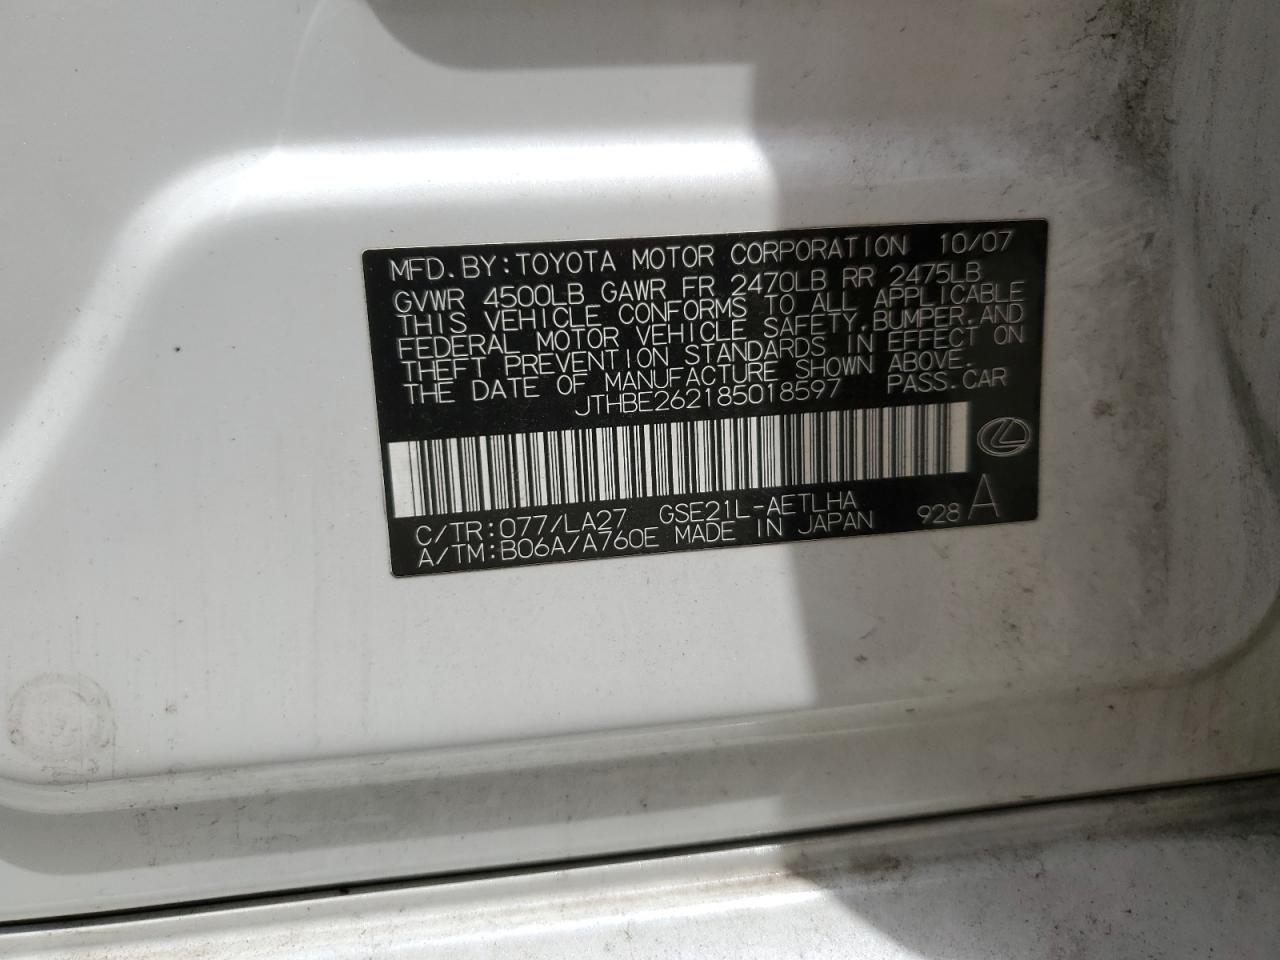 MFD.BY:TOYOTA MOTOR CORPORATION 10/07
GVWR 4500LB GAWR FR 2470LB RR 2475LB
THIS VEHICLE CONFORMS TO ALL APPLICABLE
FEDERAL MOTOR VEHICLE SAFETY,BUMPER,AND
THEFT PREVENTION STANDARDS IN EFFECT ON
THE DATE OF MANUFACTURE SHOWN ABOVE.
JTHBE262185018597 PASS.CAR
C/TR:077/LA27 GSE21L-AETLHA
A/TM:B06A/A760E MADE IN JAPAN 928 A